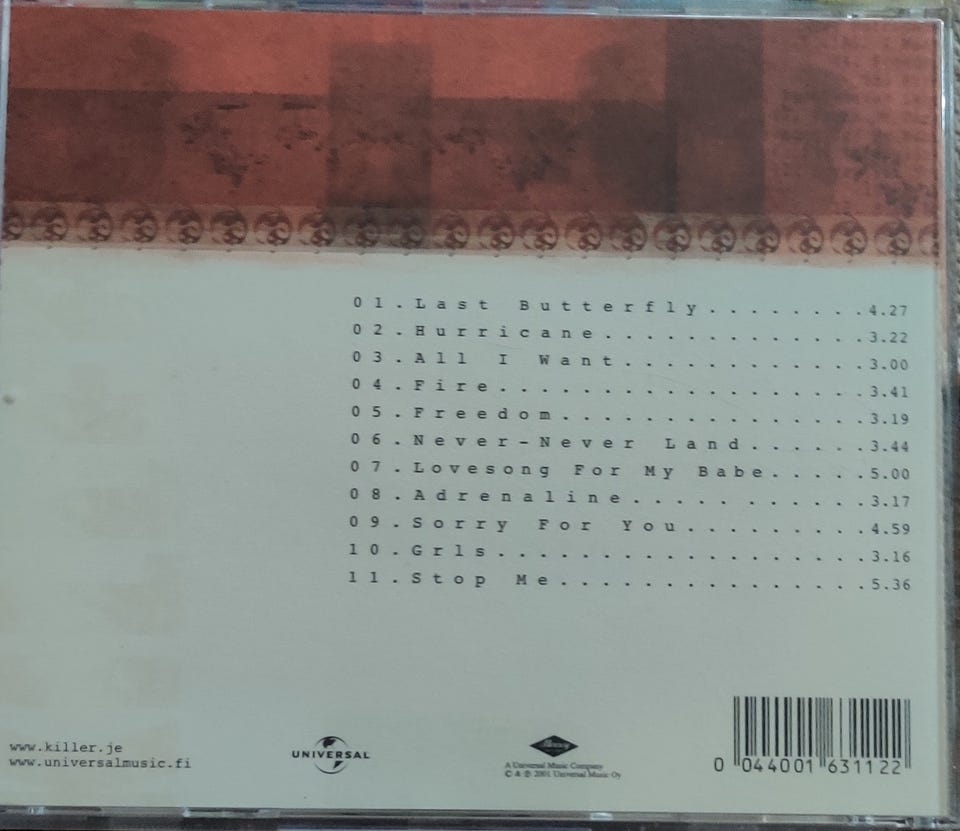 01.Last Butterfly........4.27
02.Hurricane.............3.22
03.All I Want............3.00
04.Fire..................3.41
05.Freedom...............3.19
06.Never-Never Land......3.44
07.Lovesong For My Babe.....5.00
08.Adrenaline............3.17
09.Sorry For You.........4.59
10.Grls..................3.16
11.Stop Me...............5.36
www.killer.je
www.universalmusic.fi
UNIVERSAL
Mercury
A Universal Music Company
© & ℗ 2001 Universal Music Oy
0 044001 631122